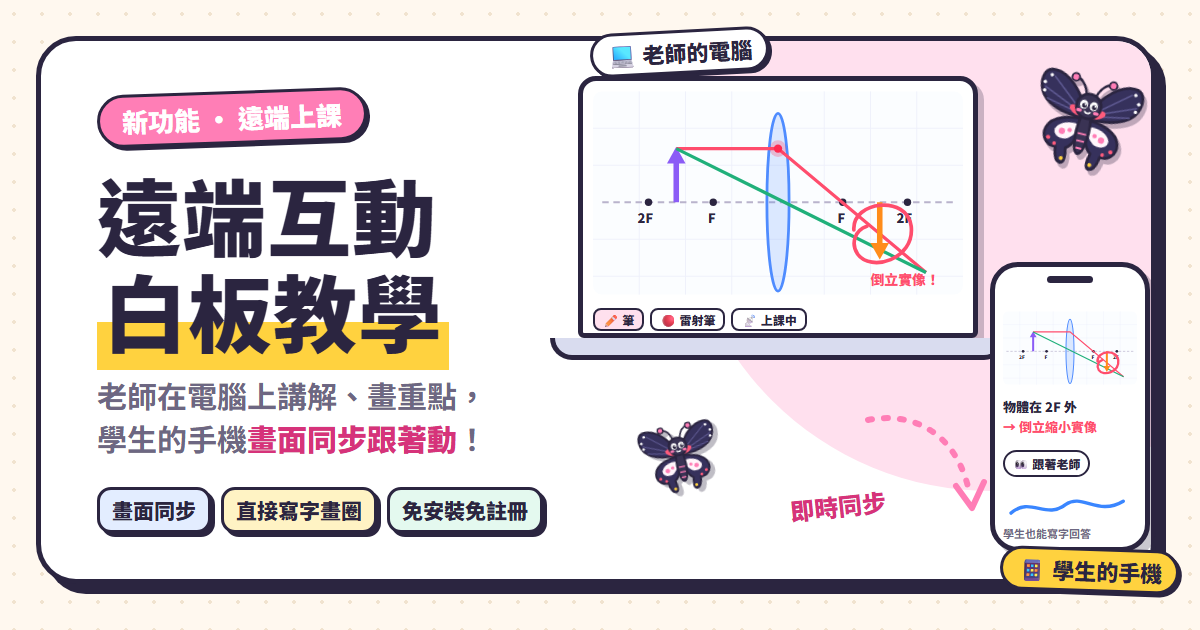 新功能 · 遠端上課
遠端互動
白板教學
老師在電腦上講解、畫重點，
學生的手機畫面同步跟著動！
畫面同步
直接寫字畫圈
免安裝免註冊
老師的電腦
2F
F
F
2F
倒立實像！
筆
雷射筆
上課中
即時同步
2F
F
F
2F
物體在 2F 外
→ 倒立縮小實像
跟著老師
學生也能寫字回答
學生的手機